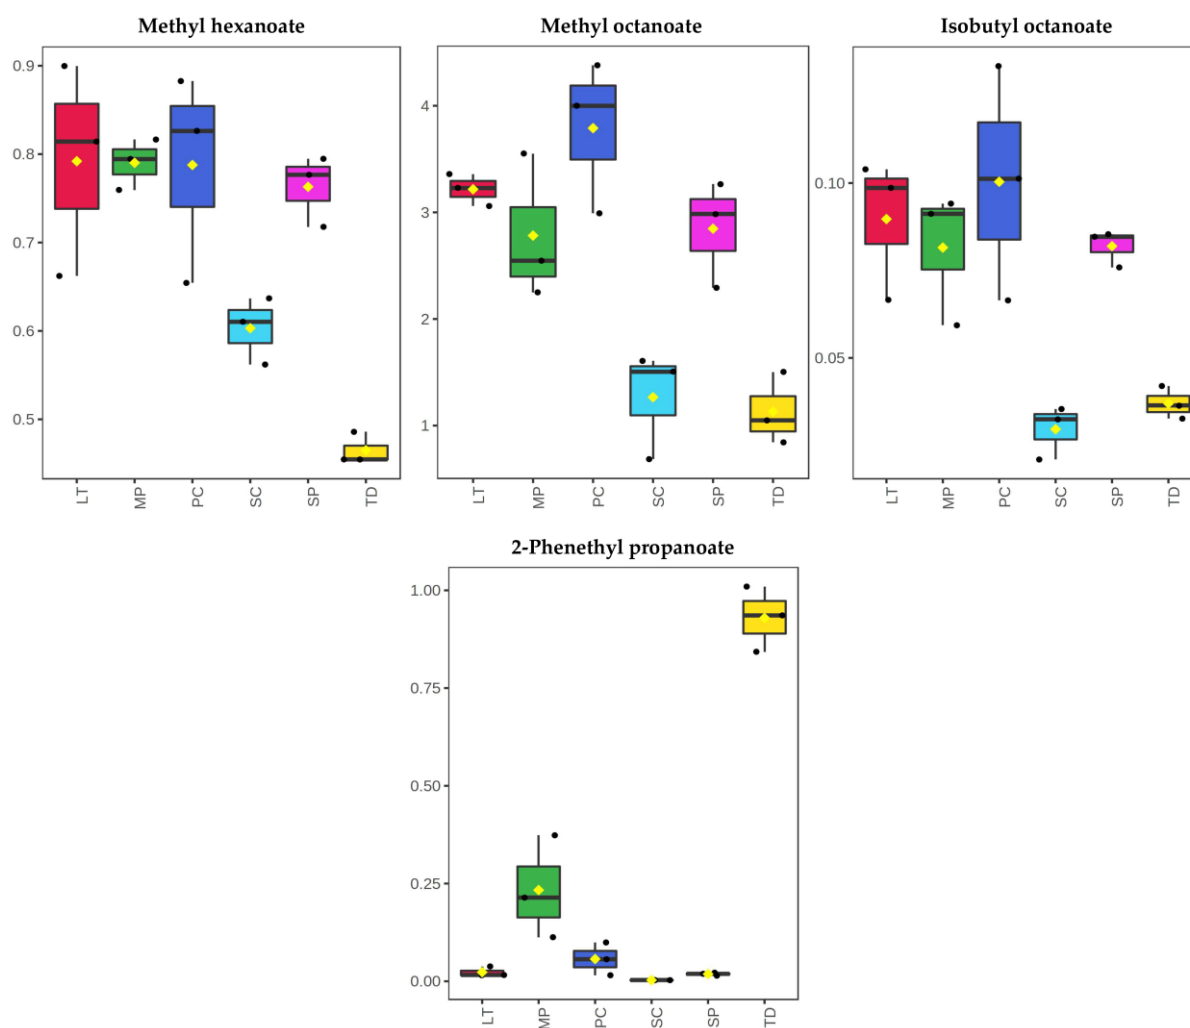 Methyl hexanoate
Methyl octanoate
Isobutyl octanoate
0.9
0.8
0.7
0.6
0.5
LT
MP
PC
SC
SP
TD
4
3
2
1
LT
MP
PC
SC
SP
TD
0.10
0.05
LT
MP
PC
SC
SP
TD
2-Phenethyl propanoate
1.00
0.75
0.50
0.25
0.00
LT
MP
PC
SC
SP
TD